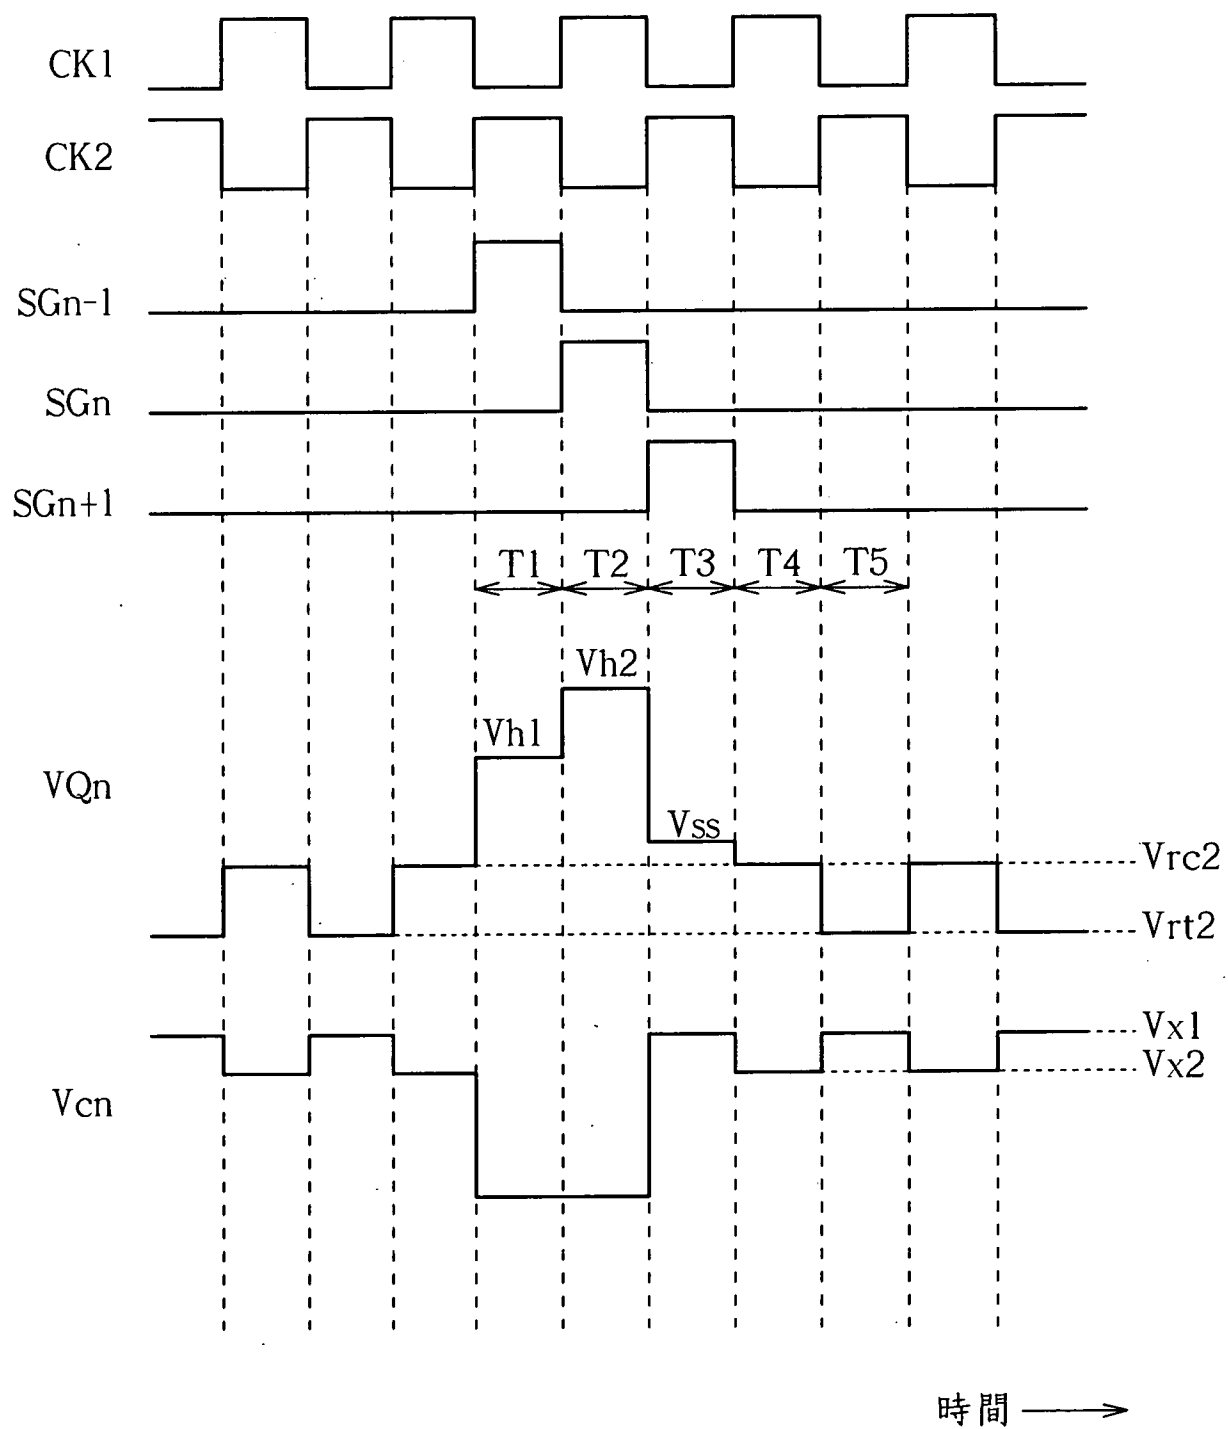 CK1
CK2
SGn-1
SGn
SGn+1
T1 T2 T3 T4 T5
Vh2
Vh1
VQn
Vss
Vrc2
Vrt2
Vx1
Vx2
Vcn
時間